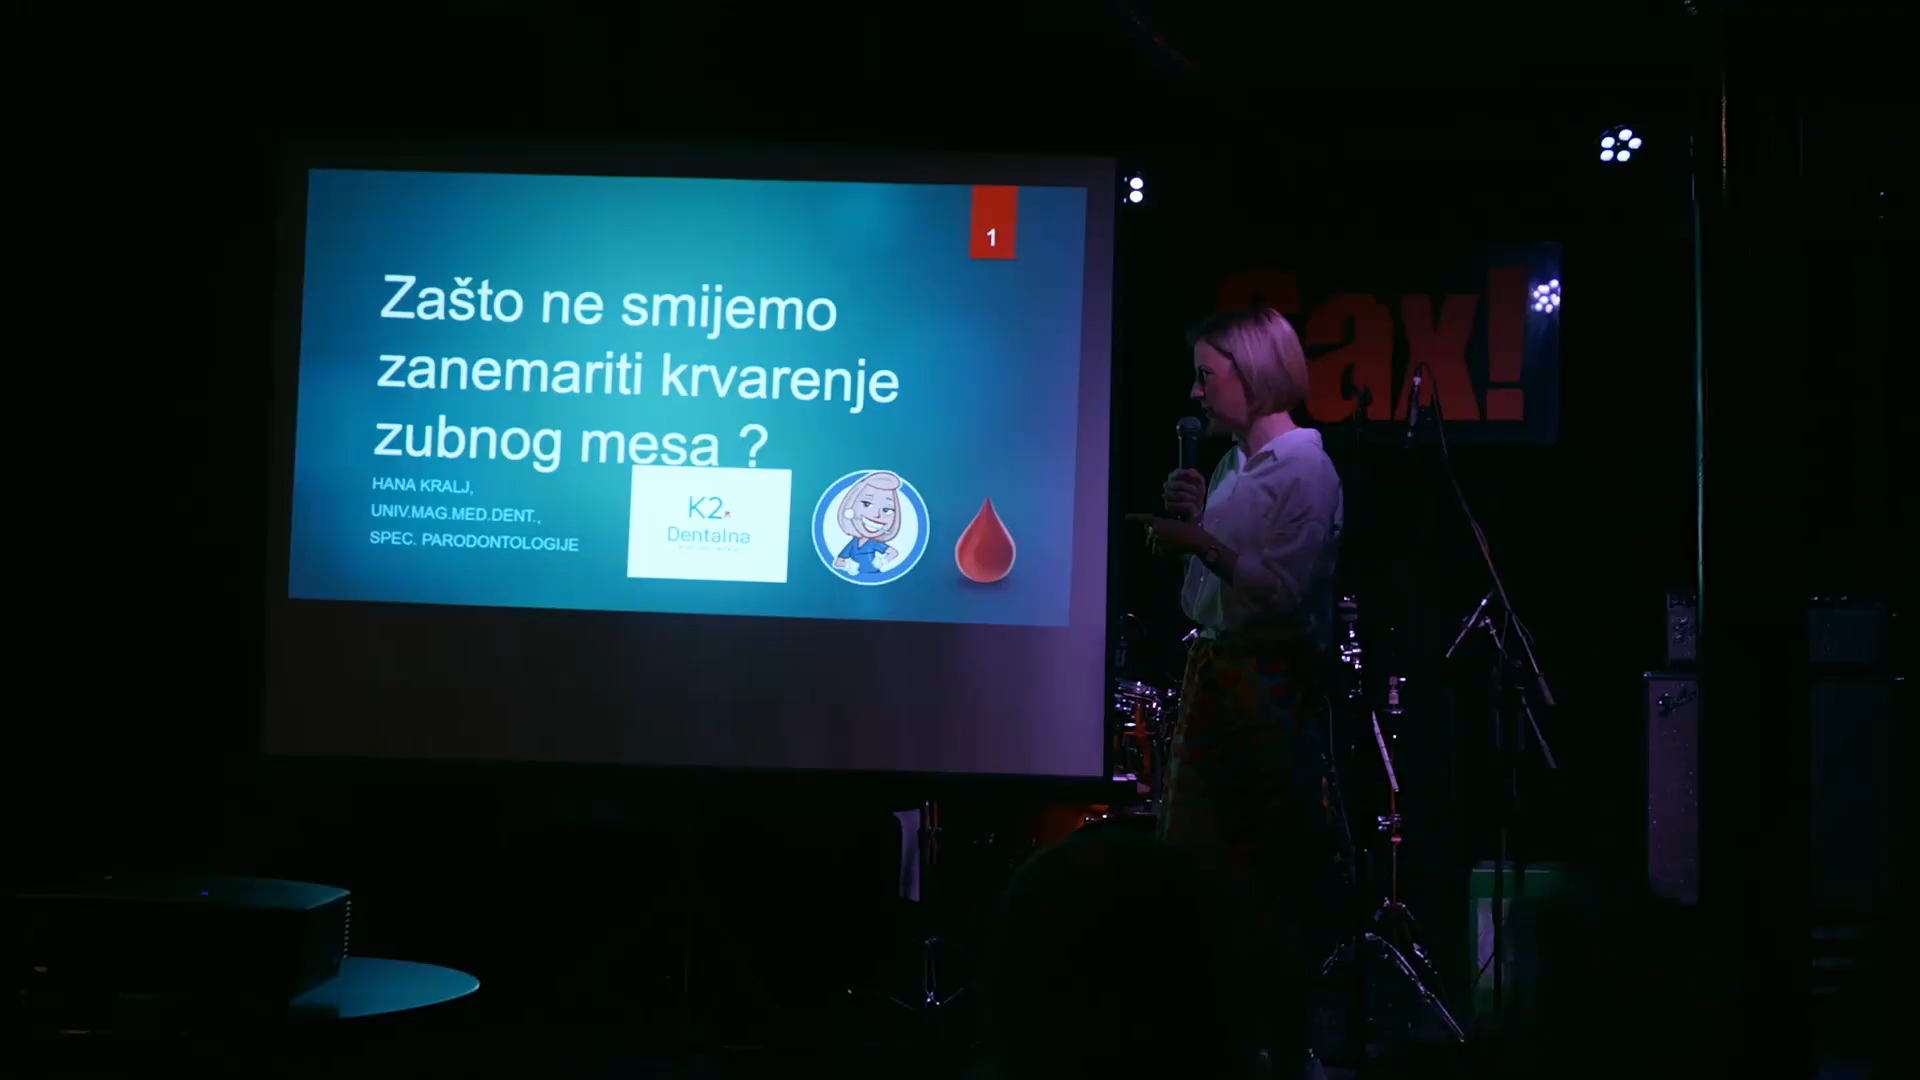 1
Zašto ne smijemo
zanemariti krvarenje
zubnog mesa ?
HANA KRALJ,
UNIV.MAG.MED.DENT.,
SPEC. PARODONTOLOGIJE
K2
Dentalna
Sax!